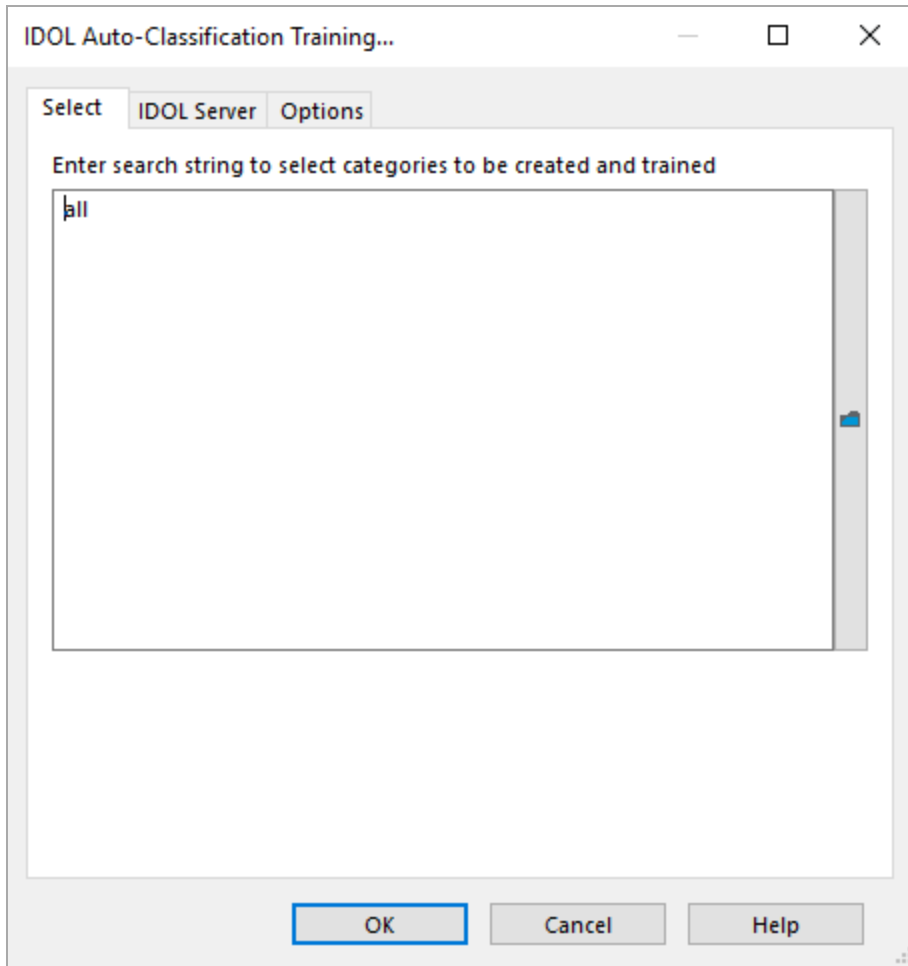 IDOL Auto-Classification Training...
Select IDOL Server Options
Enter search string to select categories to be created and trained
all
OK Cancel Help